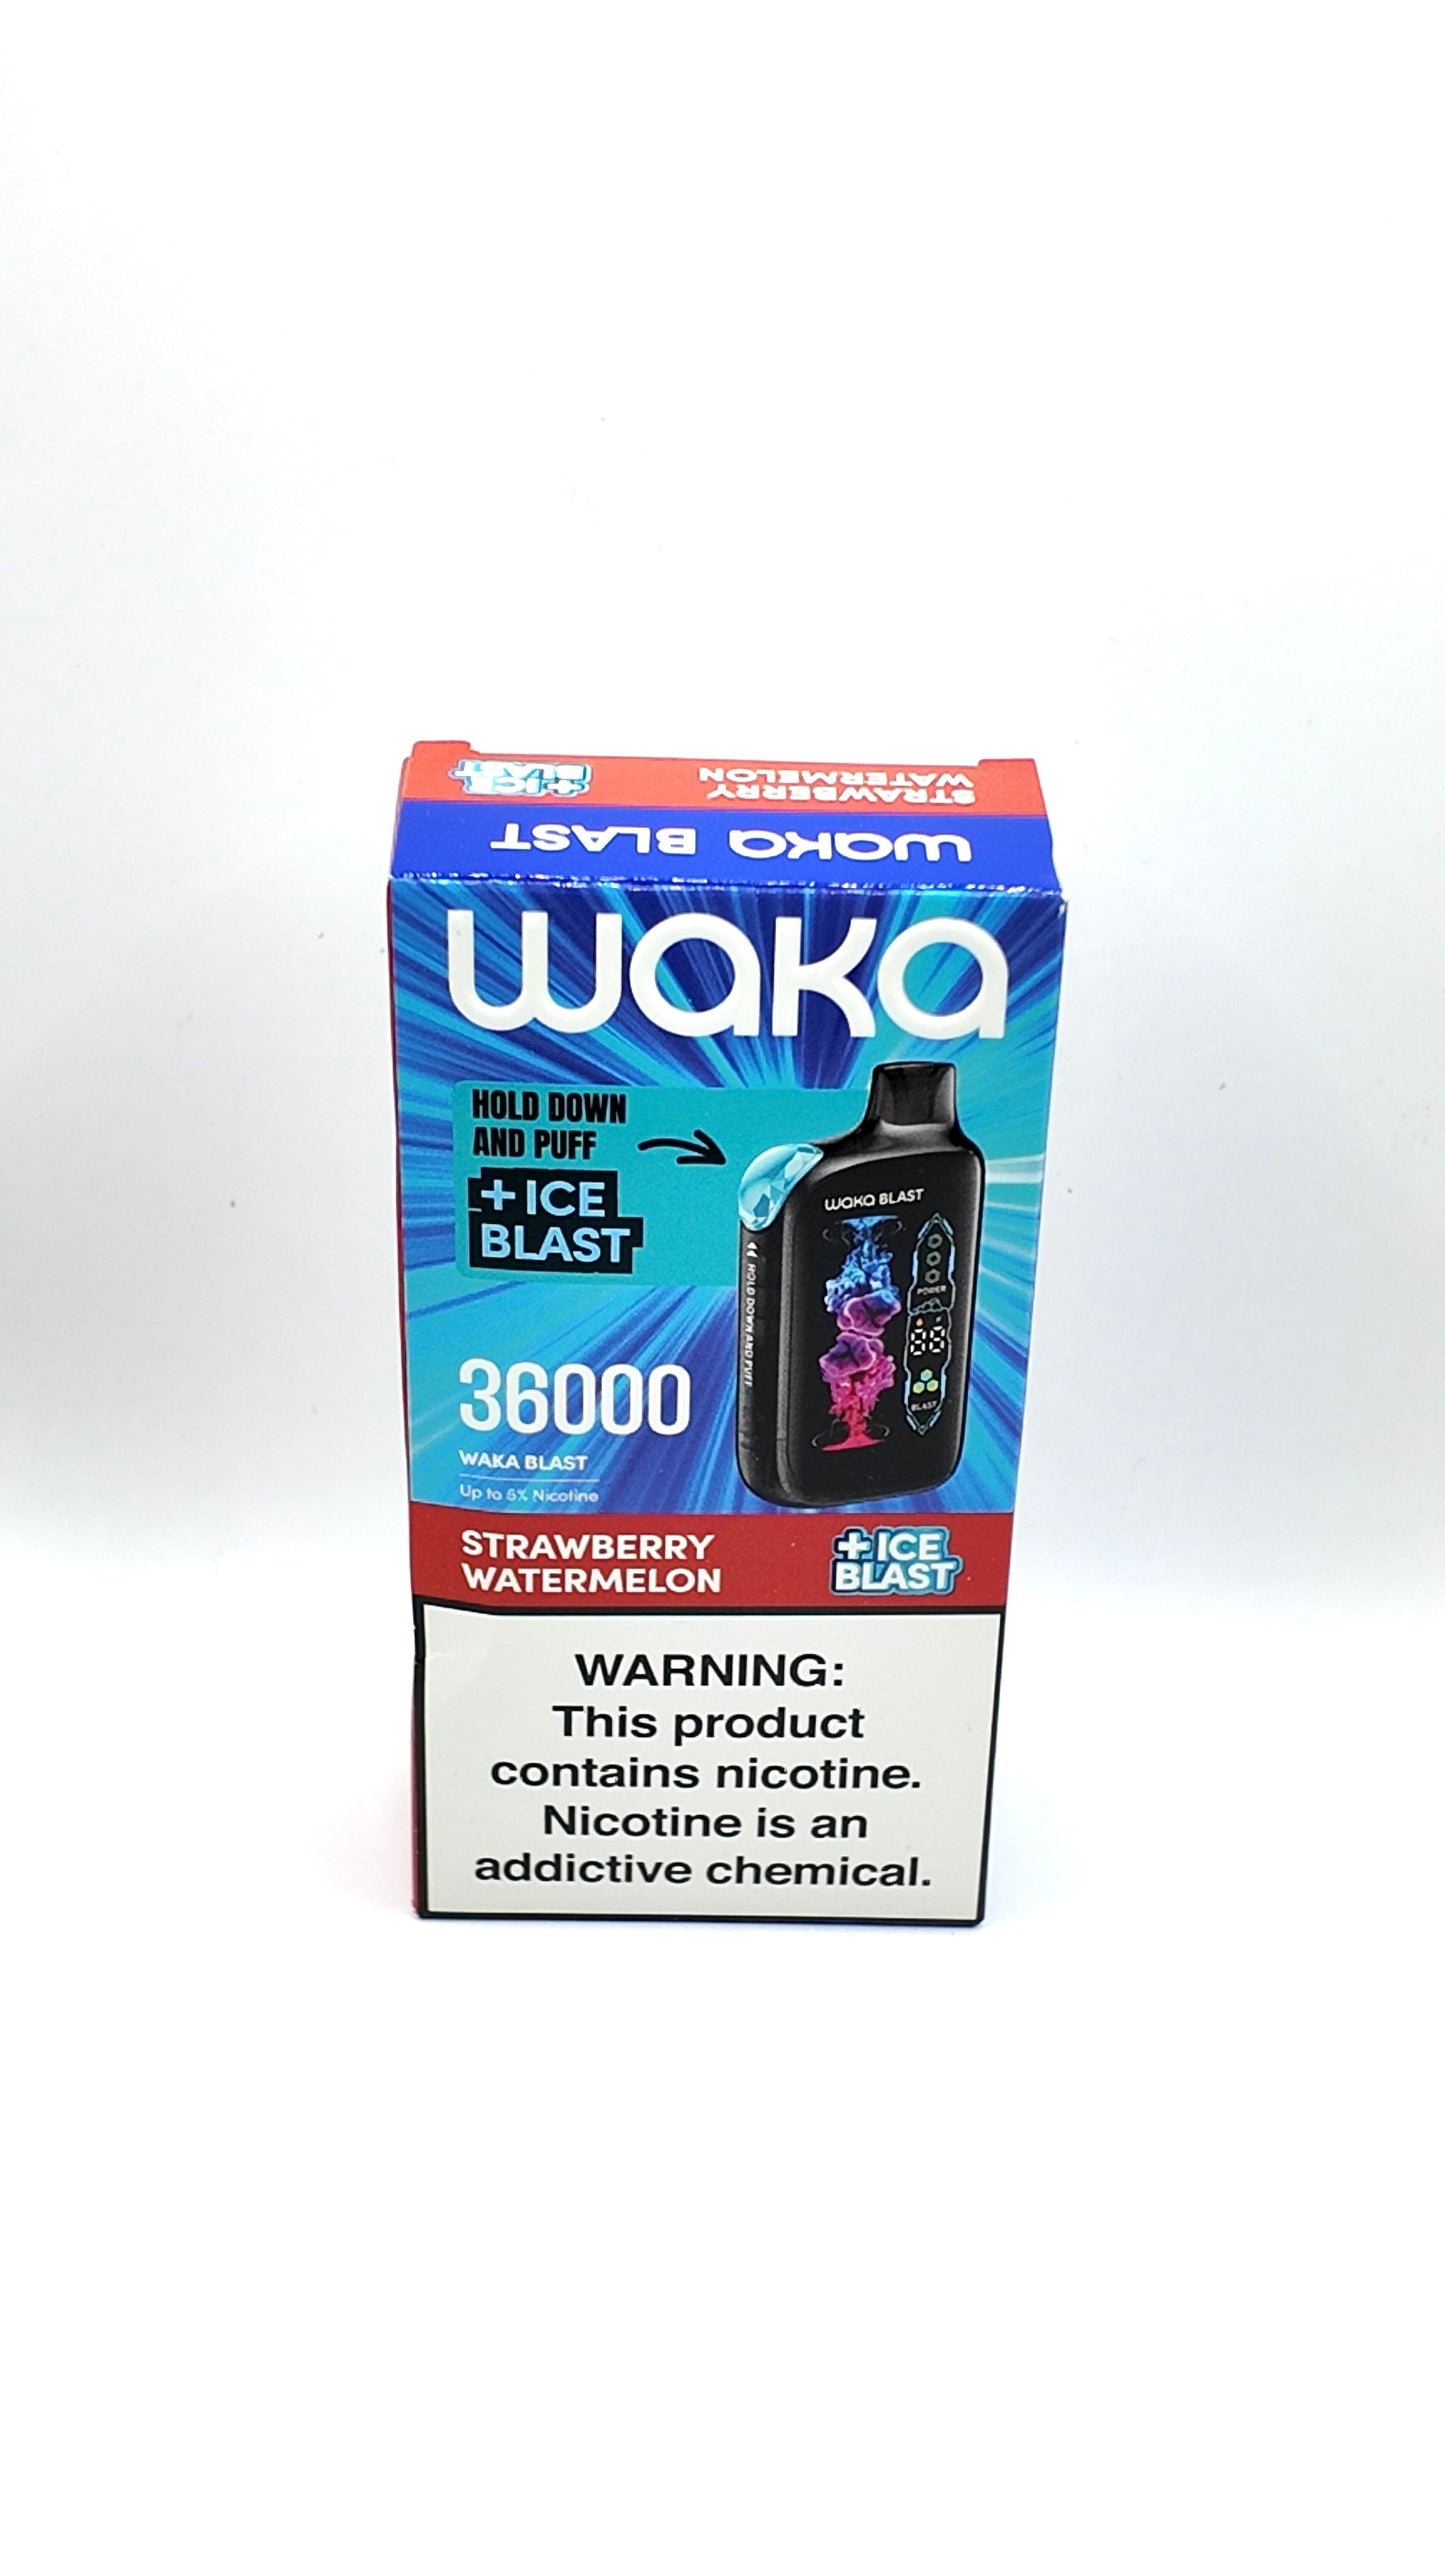 +ICE
BLAST
STRAWBERRY
WATERMELON
waka BLAST
waka
HOLD DOWN
AND PUFF
+ICE
BLAST
waka BLAST
HOLD DOWN AND PUFF
POWER
88
BLAST
36000
WAKA BLAST
Up to 5% Nicotine
STRAWBERRY
WATERMELON
+ICE
BLAST
WARNING:
This product
contains nicotine.
Nicotine is an
addictive chemical.